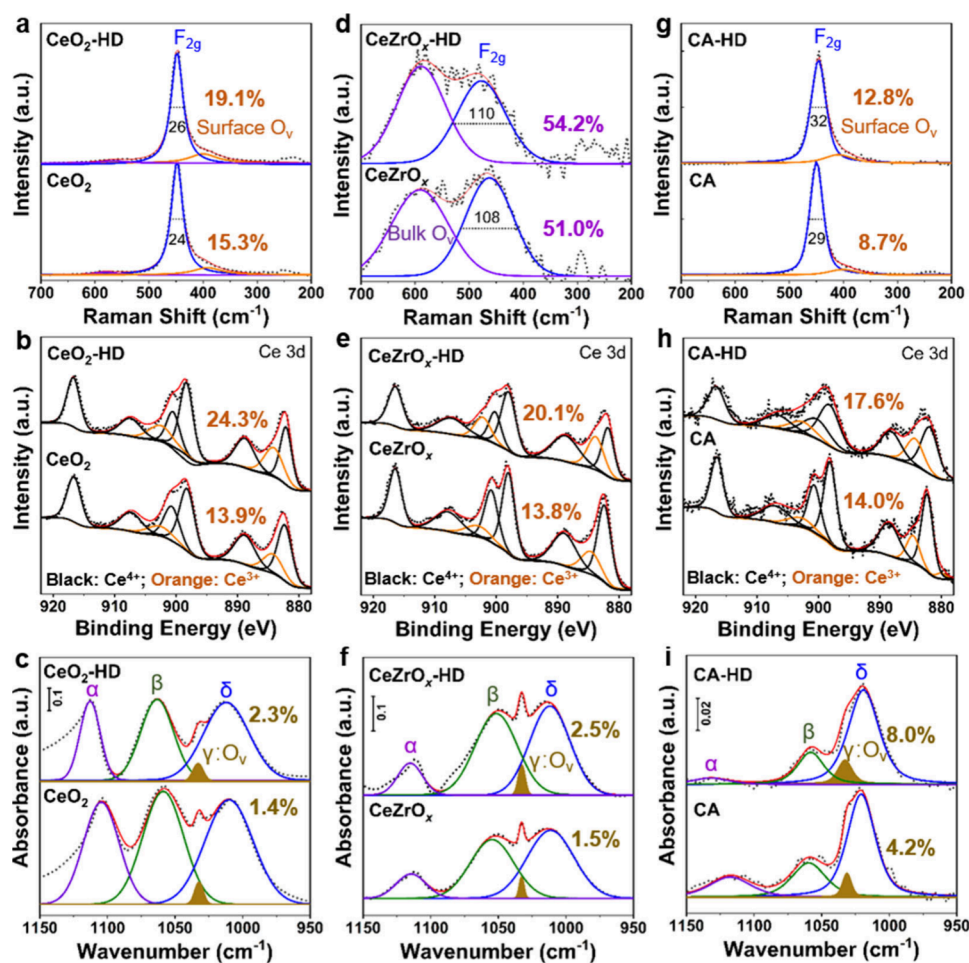 a
CeO₂-HD
F₂g
19.1%
26
Surface Oᵥ
CeO₂
24
15.3%
Intensity (a.u.)
700 600 500 400 300 200
Raman Shift (cm⁻¹)
d
CeZrOₓ-HD
F₂g
110
54.2%
CeZrOₓ
108
Bulk Oᵥ
51.0%
Intensity (a.u.)
700 600 500 400 300 200
Raman Shift (cm⁻¹)
g
CA-HD
F₂g
12.8%
32
Surface Oᵥ
CA
29
8.7%
Intensity (a.u.)
700 600 500 400 300 200
Raman Shift (cm⁻¹)
b
CeO₂-HD
Ce 3d
24.3%
CeO₂
13.9%
Black: Ce⁴⁺; Orange: Ce³⁺
Intensity (a.u.)
920 900 880 860
Binding Energy (eV)
e
CeZrOₓ-HD
Ce 3d
20.1%
CeZrOₓ
13.8%
Black: Ce⁴⁺; Orange: Ce³⁺
Intensity (a.u.)
920 900 880 860
Binding Energy (eV)
h
CA-HD
Ce 3d
17.6%
CA
14.0%
Black: Ce⁴⁺; Orange: Ce³⁺
Intensity (a.u.)
920 900 880 860
Binding Energy (eV)
c
CeO₂-HD
0.1
α
β
δ
2.3%
γ:Oᵥ
CeO₂
1.4%
Absorbance (a.u.)
1150 1100 1050 1000 950
Wavenumber (cm⁻¹)
f
CeZrOₓ-HD
0.1
α
β
δ
2.5%
γ:Oᵥ
CeZrOₓ
1.5%
Absorbance (a.u.)
1150 1100 1050 1000 950
Wavenumber (cm⁻¹)
i
CA-HD
0.02
α
β
δ
8.0%
γ:Oᵥ
CA
4.2%
Absorbance (a.u.)
1150 1100 1050 1000 950
Wavenumber (cm⁻¹)